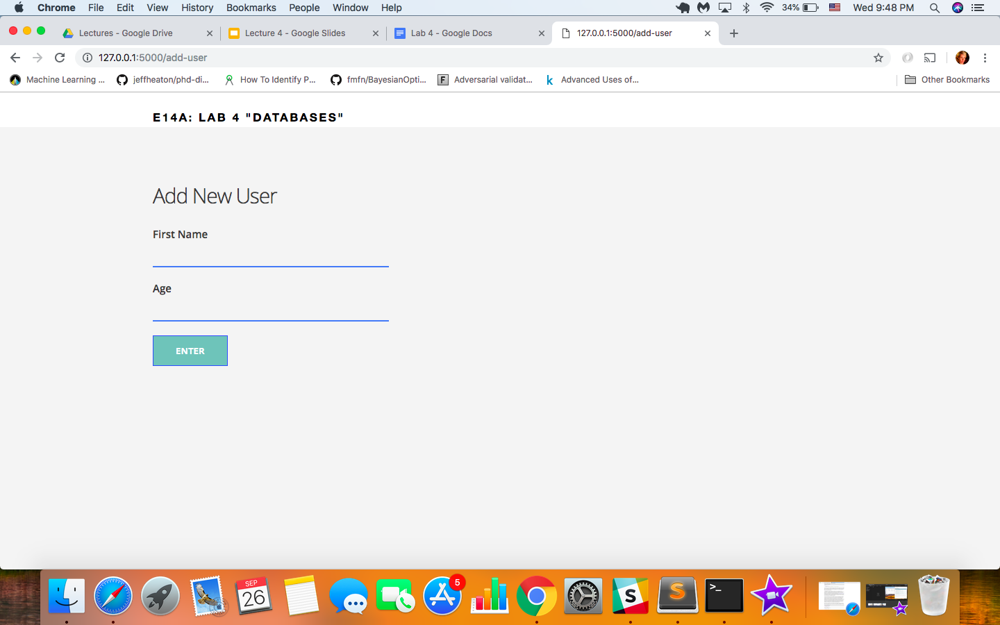 Chrome File Edit View History Bookmarks People Window Help 34% Wed 9:48 PM
Lectures - Google Drive Lecture 4 - Google Slides Lab 4 - Google Docs 127.0.0.1:5000/add-user
127.0.0.1:5000/add-user
Machine Learning ... jeffheaton/phd-di... How To Identify P... fmfn/BayesianOpti... F Adversarial validat... k Advanced Uses of... Other Bookmarks
E14A: LAB 4 "DATABASES"
Add New User
First Name
Age
ENTER
SEP
26
5
S
S
>_